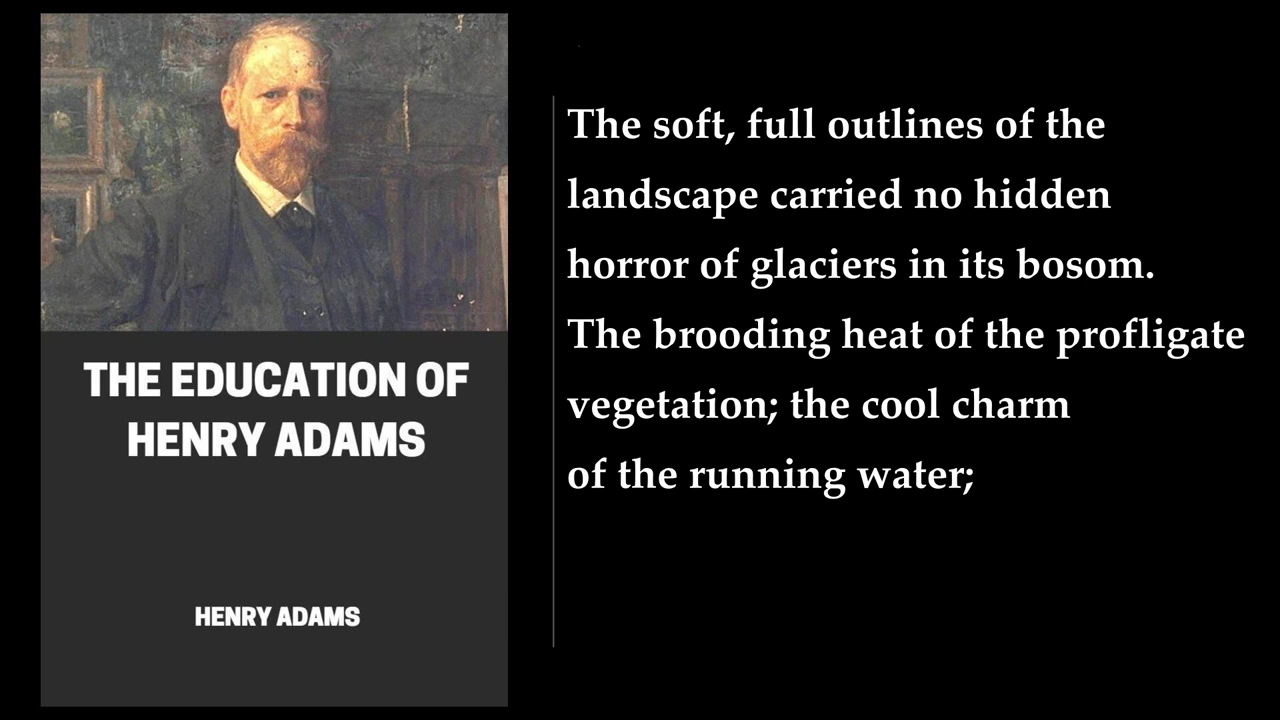 THE EDUCATION OF
HENRY ADAMS
HENRY ADAMS
The soft, full outlines of the
landscape carried no hidden
horror of glaciers in its bosom.
The brooding heat of the profligate
vegetation; the cool charm
of the running water;